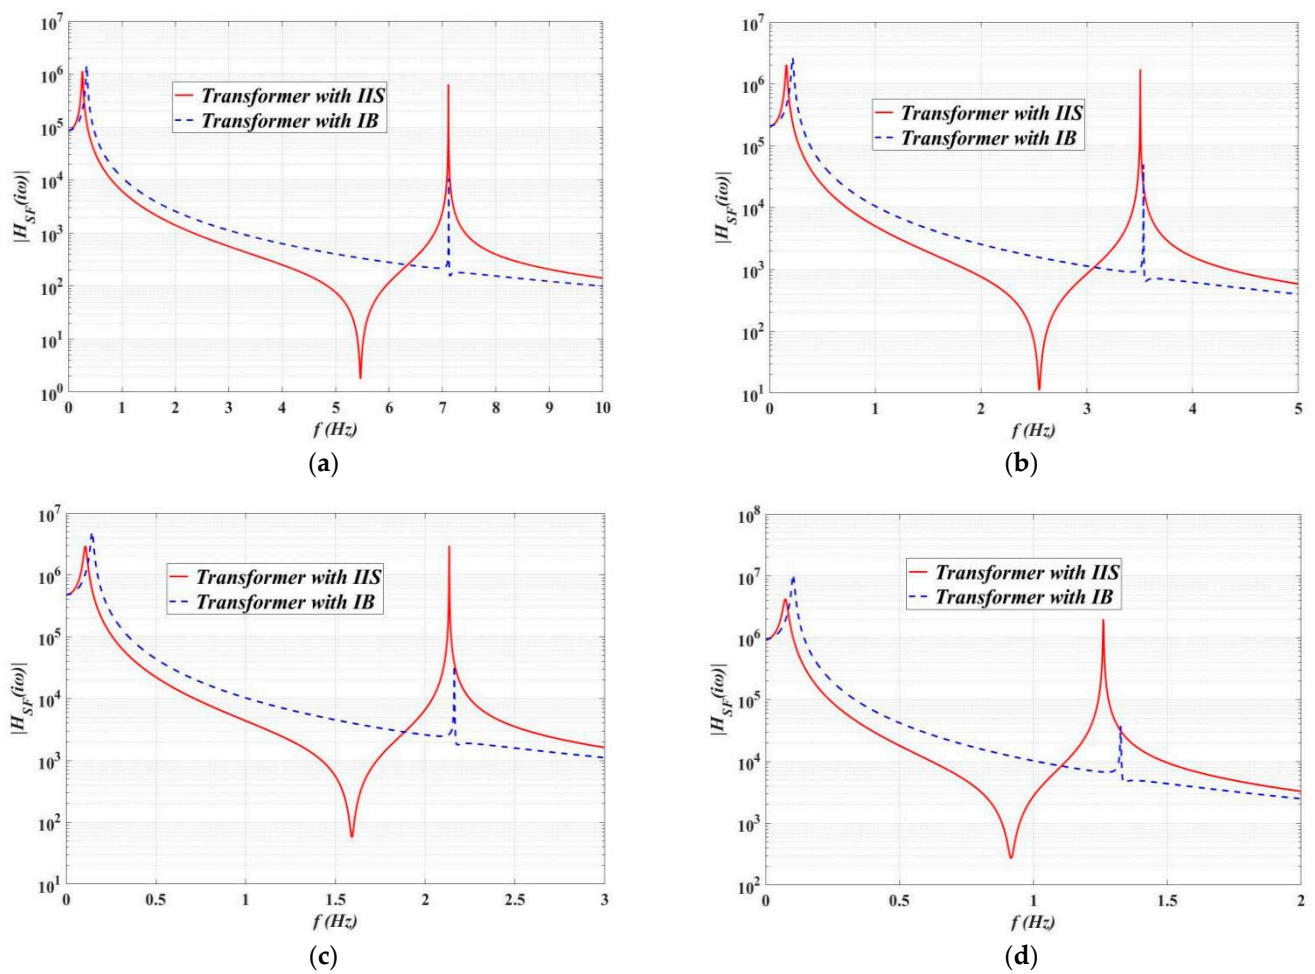 |H_SF(iω)|
10^7
10^6
10^5
10^4
10^3
10^2
10^1
10^0
Transformer with IIS
Transformer with IB
0 1 2 3 4 5 6 7 8 9 10
f (Hz)
(a)
|H_SF(iω)|
10^7
10^6
10^5
10^4
10^3
10^2
10^1
Transformer with IIS
Transformer with IB
0 1 2 3 4 5
f (Hz)
(b)
|H_SF(iω)|
10^7
10^6
10^5
10^4
10^3
10^2
10^1
Transformer with IIS
Transformer with IB
0 0.5 1 1.5 2 2.5 3
f (Hz)
(c)
|H_SF(iω)|
10^8
10^7
10^6
10^5
10^4
10^3
10^2
Transformer with IIS
Transformer with IB
0 0.5 1 1.5 2
f (Hz)
(d)